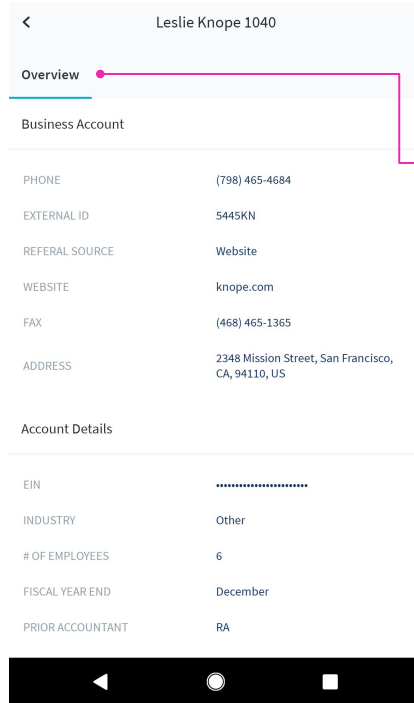 Leslie Knope 1040
Overview
Business Account
PHONE (798) 465-4684
EXTERNAL ID 5445KN
REFERAL SOURCE Website
WEBSITE knope.com
FAX (468) 465-1365
ADDRESS 2348 Mission Street, San Francisco,
CA, 94110, US
Account Details
EIN ••••••••••••••••••••••••
INDUSTRY Other
# OF EMPLOYEES 6
FISCAL YEAR END December
PRIOR ACCOUNTANT RA